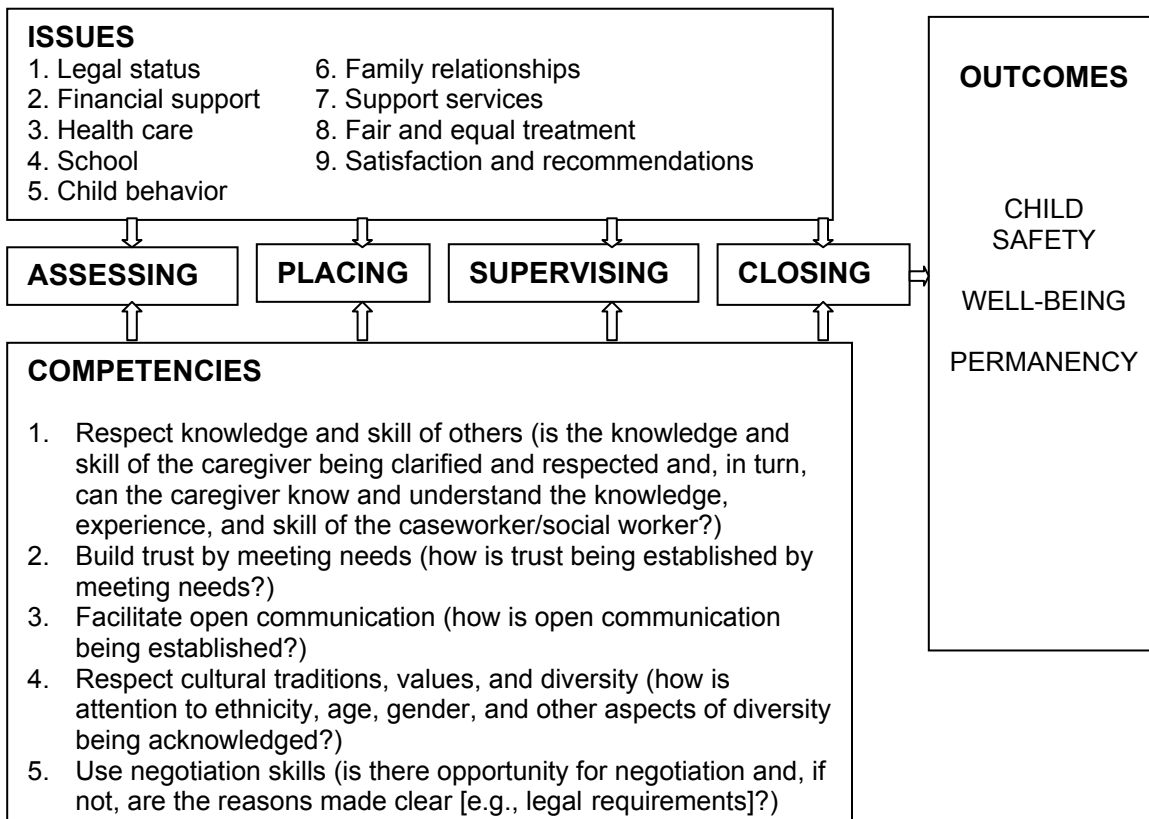 ISSUES
1. Legal status
2. Financial support
3. Health care
4. School
5. Child behavior
6. Family relationships
7. Support services
8. Fair and equal treatment
9. Satisfaction and recommendations
ASSESSING
PLACING
SUPERVISING
CLOSING
OUTCOMES
CHILD
SAFETY
WELL-BEING
PERMANENCY
COMPETENCIES
1. Respect knowledge and skill of others (is the knowledge and
skill of the caregiver being clarified and respected and, in turn,
can the caregiver know and understand the knowledge,
experience, and skill of the caseworker/social worker?)
2. Build trust by meeting needs (how is trust being established by
meeting needs?)
3. Facilitate open communication (how is open communication
being established?)
4. Respect cultural traditions, values, and diversity (how is
attention to ethnicity, age, gender, and other aspects of diversity
being acknowledged?)
5. Use negotiation skills (is there opportunity for negotiation and, if
not, are the reasons made clear [e.g., legal requirements]?)